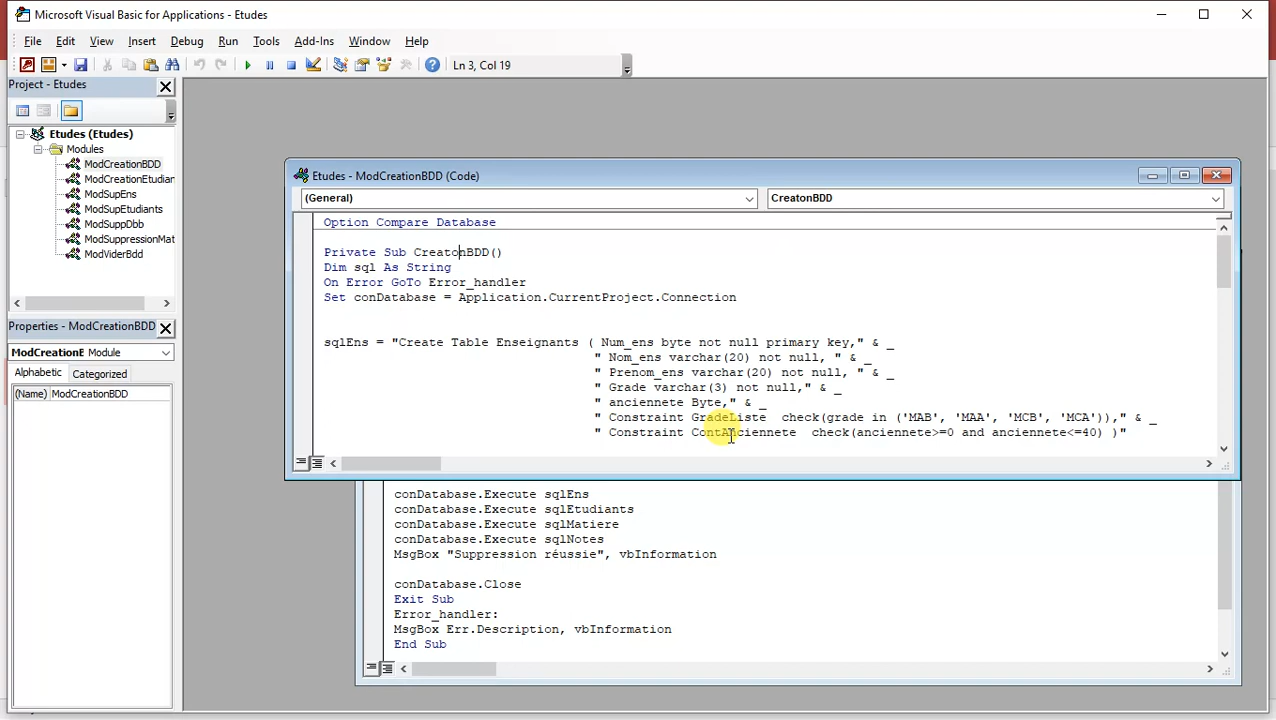 Microsoft Visual Basic for Applications - Etudes
File Edit View Insert Debug Run Tools Add-Ins Window Help
Ln 3, Col 19
Project - Etudes
Etudes (Etudes)
Modules
ModCreationBDD
ModCreationEtudian
ModSupEns
ModSupEtudiants
ModSuppDbb
ModSuppressionMat
ModViderBbd
Properties - ModCreationBDD
ModCreationE Module
Alphabetic Categorized
(Name) ModCreationBDD
Etudes - ModCreationBDD (Code)
(General) CreatonBDD
Option Compare Database
Private Sub CreatonBDD()
Dim sql As String
On Error GoTo Error_handler
Set conDatabase = Application.CurrentProject.Connection
sqlEns = "Create Table Enseignants ( Num_ens byte not null primary key," & _
" Nom_ens varchar(20) not null, " & _
" Prenom_ens varchar(20) not null, " & _
" Grade varchar(3) not null," & _
" anciennete Byte," & _
" Constraint GradeListe check(grade in ('MAB', 'MAA', 'MCB', 'MCA'))," & _
" Constraint ContAnciennete check(anciennete>=0 and anciennete<=40) )"
conDatabase.Execute sqlEns
conDatabase.Execute sqlEtudiants
conDatabase.Execute sqlMatiere
conDatabase.Execute sqlNotes
MsgBox "Suppression réussie", vbInformation
conDatabase.Close
Exit Sub
Error_handler:
MsgBox Err.Description, vbInformation
End Sub